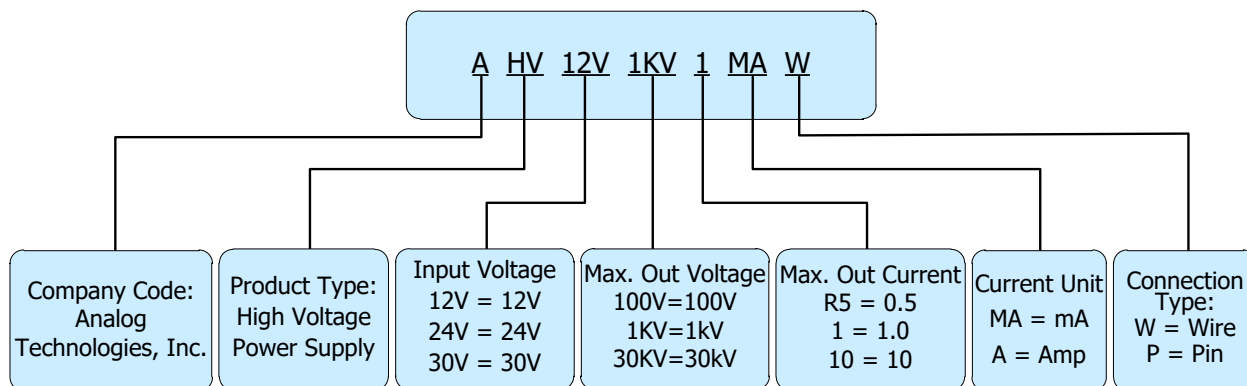 A HV 12V 1KV 1 MA W
Company Code:
Analog
Technologies, Inc.
Product Type:
High Voltage
Power Supply
Input Voltage
12V = 12V
24V = 24V
30V = 30V
Max. Out Voltage
100V=100V
1KV=1kV
30KV=30kV
Max. Out Current
R5 = 0.5
1 = 1.0
10 = 10
Current Unit
MA = mA
A = Amp
Connection
Type:
W = Wire
P = Pin